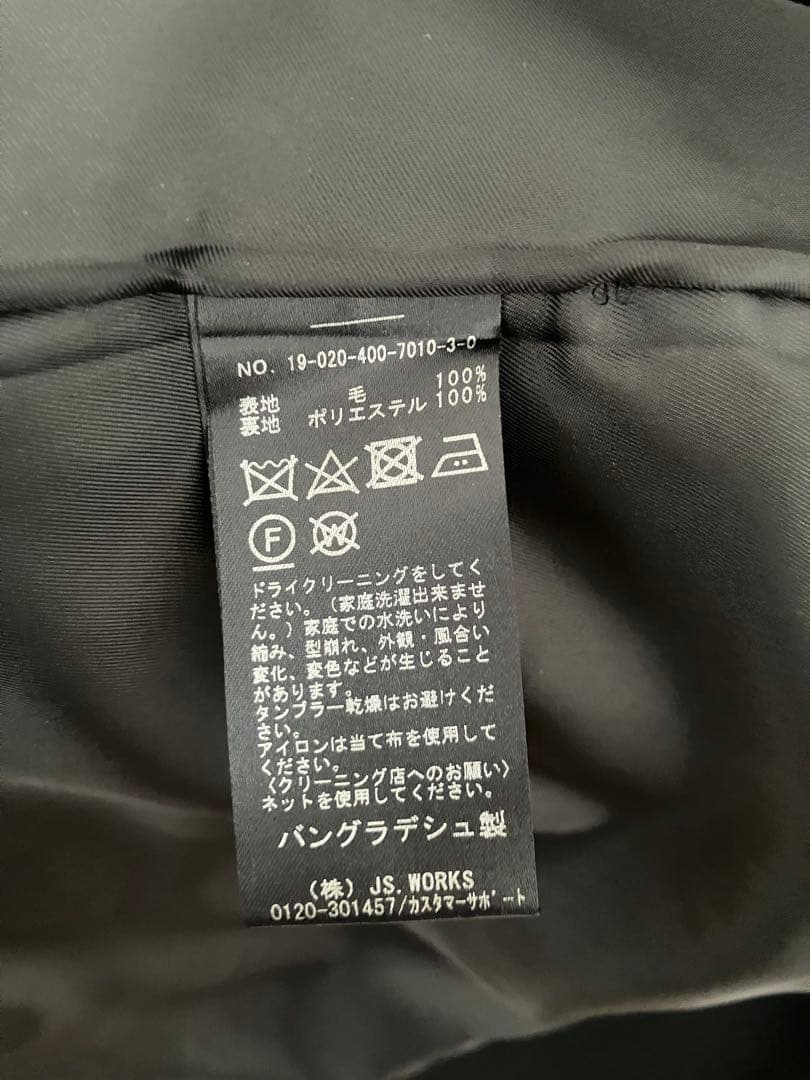 NO. 19-020-400-7010-3-0
表地 毛 100%
裏地 ポリエステル 100%
F W
ドライクリーニングをしてく
ださい。(家庭洗濯出来ませ
ん。)家庭での水洗いにより
縮み、型崩れ、外観・風合い
変化、変色などが生じること
があります。
タンブラー乾燥はお避けくだ
さい。
アイロンは当て布を使用して
ください。
〈クリーニング店へのお願い〉
ネットを使用してください。
バングラデシュ製
(株) JS.WORKS
0120-301457/カスタマーサポート